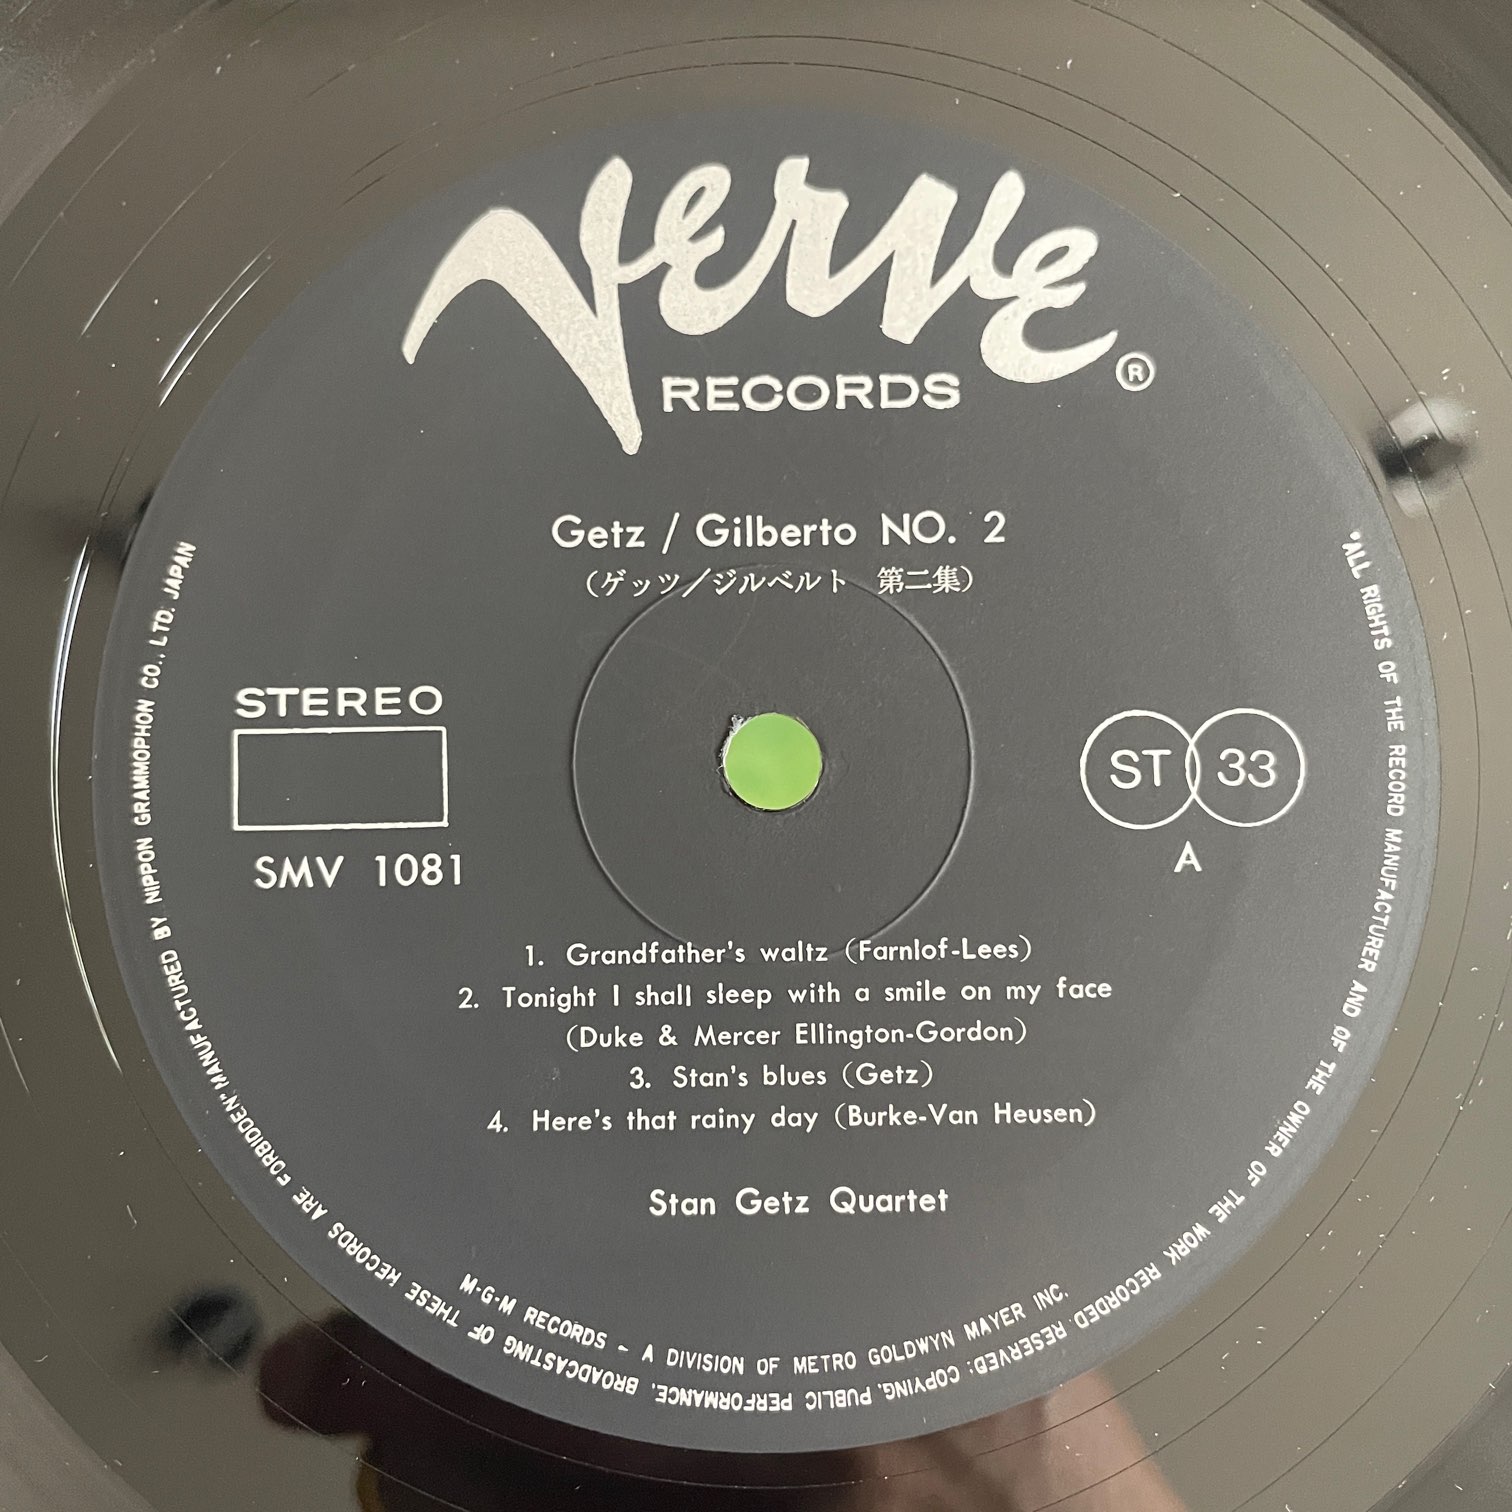 Verve
RECORDS
®
Getz / Gilberto NO. 2
(ゲッツ/ジルベルト 第二集)
STEREO
SMV 1081
ST 33
A
1. Grandfather's waltz (Farnlof-Lees)
2. Tonight I shall sleep with a smile on my face
(Duke & Mercer Ellington-Gordon)
3. Stan's blues (Getz)
4. Here's that rainy day (Burke-Van Heusen)
Stan Getz Quartet
M-G-M RECORDS - A DIVISION OF METRO GOLDWYN MAYER INC.
"ALL RIGHTS OF THE RECORD MANUFACTURER AND OF THE OWNER OF THE WORK RECORDED RESERVED; COPYING, PUBLIC PERFORMANCE, BROADCASTING OF THESE RECORDS ARE FORBIDDEN", MANUFACTURED BY NIPPON GRAMMOPHON CO., LTD. JAPAN